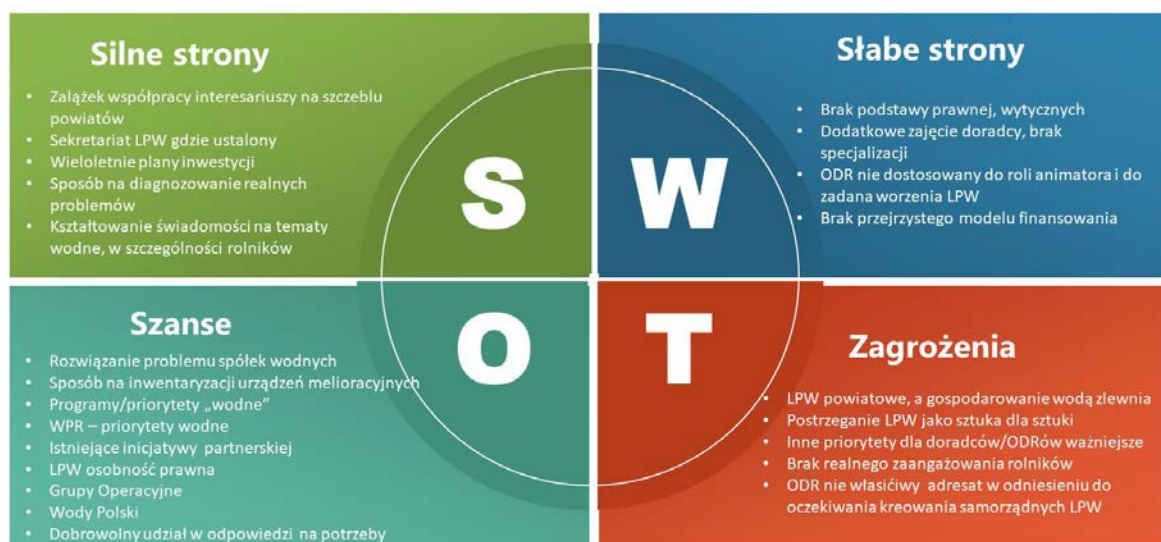 Silne strony
• Zalążek współpracy interesariuszy na szczeblu
powiatów
• Sekretariat LPW gdzie ustalony
• Wieloletnie plany inwestycji
• Sposób na diagnozowanie realnych
problemów
• Kształtowanie świadomości na tematy
wodne, w szczególności rolników
S
Słabe strony
• Brak podstawy prawnej, wytycznych
• Dodatkowe zajęcie doradcy, brak
specjalizacji
• ODR nie dostosowany do roli animatora i do
zadana worzenia LPW
• Brak przejrzystego modelu finansowania
W
Szanse
• Rozwiązanie problemu spółek wodnych
• Sposób na inwentaryzacji urządzeń melioracyjnych
• Programy/priorytety „wodne”
• WPR – priorytety wodne
• Istniejące inicjatywy partnerskiej
• LPW osobność prawna
• Grupy Operacyjne
• Wody Polski
• Dobrowolny udział w odpowiedzi na potrzeby
O
Zagrożenia
• LPW powiatowe, a gospodarowanie wodą zlewnia
• Postrzeganie LPW jako sztuka dla sztuki
• Inne priorytety dla doradców/ODRów ważniejsze
• Brak realnego zaangażowania rolników
• ODR nie własićiwy adresat w odniesieniu do
oczekiwania kreowania samorządnych LPW
T